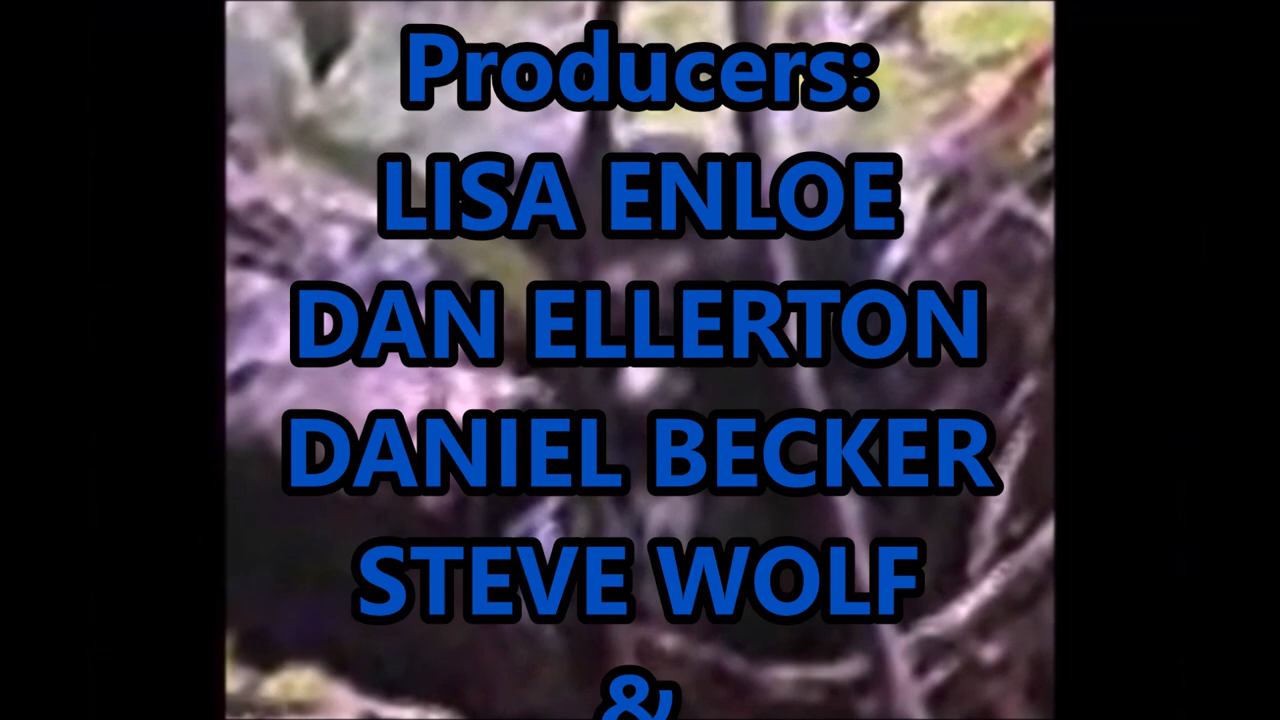 Producers:
LISA ENLOE
DAN ELLERTON
DANIEL BECKER
STEVE WOLF
&